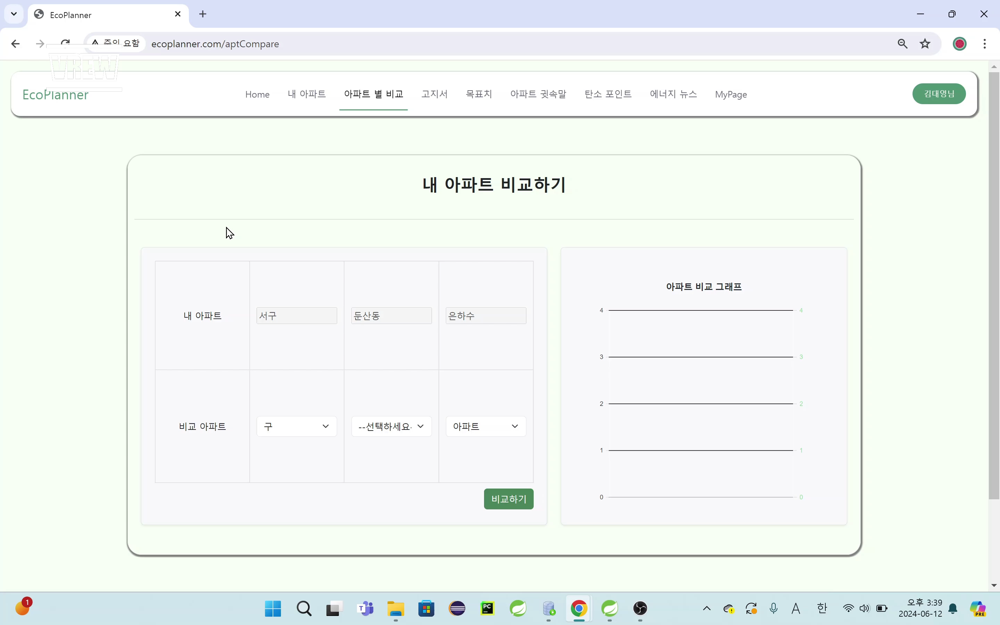 EcoPlanner
주의 요함 ecoplanner.com/aptCompare
VREW
EcoPlanner Home 내 아파트 아파트 별 비교 고지서 목표치 아파트 귓속말 탄소 포인트 에너지 뉴스 MyPage 김대영님
내 아파트 비교하기
내 아파트 서구 둔산동 은하수
비교 아파트 구 --선택하세요. 아파트
비교하기
아파트 비교 그래프
4 4
3 3
2 2
1 1
0 0
1
T
PC
A 한
오후 3:39
2024-06-12
PRE